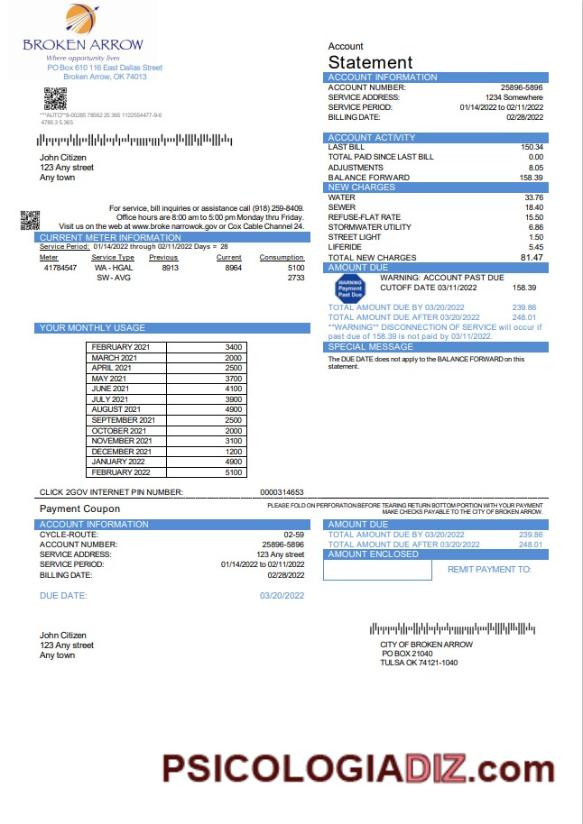 BROKEN ARROW
Where opportunity lives
PO Box 610 116 East Dallas Street
Broken Arrow, OK 74013
4786 3 5.365
John Citizen
123 Any street
Any town
For service, bill inquiries or assistance call (918) 259-8409.
Office hours are 8:00 am to 5:00 pm Monday thru Friday.
Visit us on the web at www.broke narrowok.gov or Cox Cable Channel 24.
CURRENT METER INFORMATION
Service Period: 01/14/2022 through 02/11/2022 Days = 28
Meter Service Type Previous Current Consumption
41784547 WA - HGAL 8913 8964 5100
SW - AVG 2733
YOUR MONTHLY USAGE
FEBRUARY 2021 3400
MARCH 2021 2000
APRIL 2021 2500
MAY 2021 3700
JUNE 2021 4100
JULY 2021 3900
AUGUST 2021 4900
SEPTEMBER 2021 2500
OCTOBER 2021 2000
NOVEMBER 2021 3100
DECEMBER 2021 1200
JANUARY 2022 4900
FEBRUARY 2022 5100
CLICK 2GOV INTERNET PIN NUMBER: 0000314653
Account
Statement
ACCOUNT INFORMATION
ACCOUNT NUMBER: 25896-5896
SERVICE ADDRESS: 1234 Somewhere
SERVICE PERIOD: 01/14/2022 to 02/11/2022
BILLING DATE: 02/28/2022
ACCOUNT ACTIVITY
LAST BILL 150.34
TOTAL PAID SINCE LAST BILL 0.00
ADJUSTMENTS 8.05
BALANCE FORWARD 158.39
NEW CHARGES
WATER 33.76
SEWER 18.40
REFUSE-FLAT RATE 15.50
STORMWATER UTILITY 6.86
STREET LIGHT 1.50
LIFERIDE 5.45
TOTAL NEW CHARGES 81.47
AMOUNT DUE
WARNING
Payment
Past Due
WARNING: ACCOUNT PAST DUE
CUTOFF DATE 03/11/2022 158.39
TOTAL AMOUNT DUE BY 03/20/2022 239.86
TOTAL AMOUNT DUE AFTER 03/20/2022 248.01
**WARNING** DISCONNECTION OF SERVICE will occur if
past due of 158.39 is not paid by 03/11/2022.
SPECIAL MESSAGE
The DUE DATE does not apply to the BALANCE FORWARD on this
statement.
PLEASE FOLD ON PERFORATION BEFORE TEARING RETURN BOTTOM PORTION WITH YOUR PAYMENT
MAKE CHECKS PAYABLE TO THE CITY OF BROKEN ARROW.
Payment Coupon
ACCOUNT INFORMATION
CYCLE-ROUTE: 02-59
ACCOUNT NUMBER: 25896-5896
SERVICE ADDRESS: 123 Any street
SERVICE PERIOD: 01/14/2022 to 02/11/2022
BILLING DATE: 02/28/2022
DUE DATE: 03/20/2022
AMOUNT DUE
TOTAL AMOUNT DUE BY 03/20/2022 239.86
TOTAL AMOUNT DUE AFTER 03/20/2022 248.01
AMOUNT ENCLOSED
REMIT PAYMENT TO:
John Citizen
123 Any street
Any town
CITY OF BROKEN ARROW
PO BOX 21040
TULSA OK 74121-1040
PSICOLOGIADIZ.com